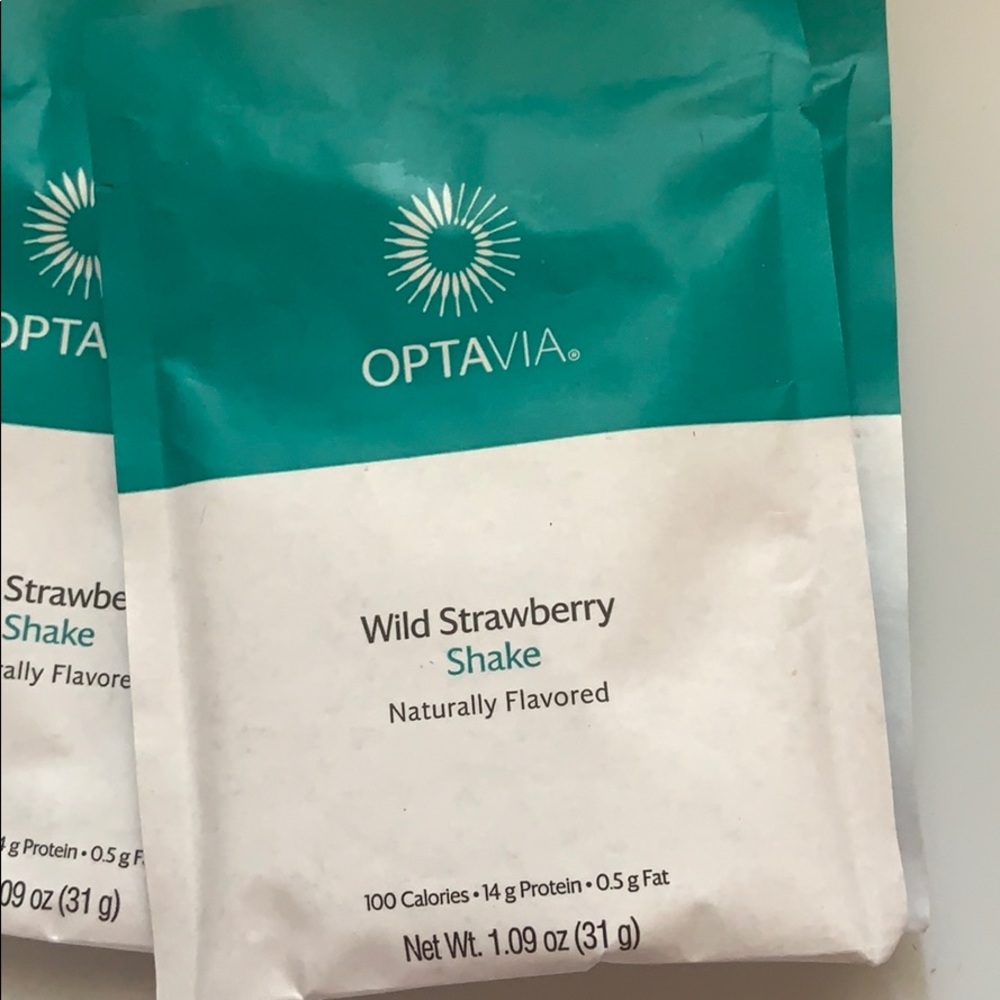 OPTAVIA®
Wild Strawberry
Shake
Naturally Flavored
100 Calories • 14 g Protein • 0.5 g Fat
Net Wt. 1.09 oz (31 g)
OPTA
Strawbe
Shake
ally Flavore
g Protein • 0.5 g F
09 oz (31 g)